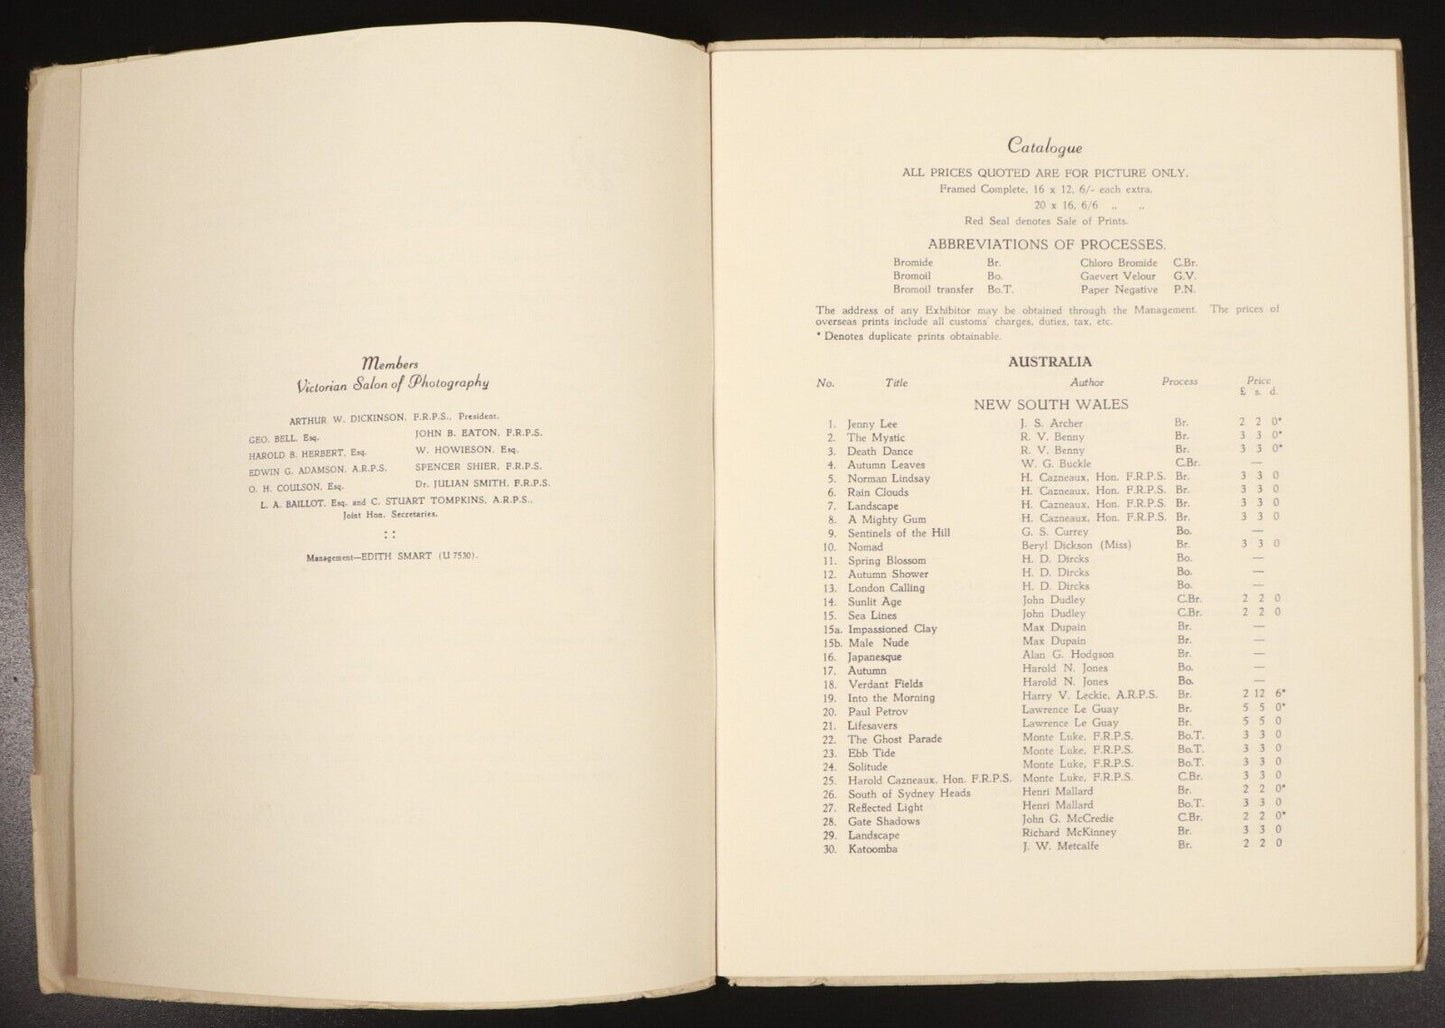 Members
Victorian Salon of Photography
ARTHUR W. DICKINSON, F.R.P.S., President.
GEO. BELL, Esq. JOHN B. EATON, F.R.P.S.
HAROLD B. HERBERT, Esq. W. HOWIESON, Esq.
EDWIN G. ADAMSON, A.R.P.S. SPENCER SHIER, F.R.P.S.
O. H. COULSON, Esq. Dr. JULIAN SMITH, F.R.P.S.
L. A. BAILLOT, Esq. and C. STUART TOMPKINS, A.R.P.S.,
Joint Hon. Secretaries.
: :
Management—EDITH SMART (U 7530).
Catalogue
ALL PRICES QUOTED ARE FOR PICTURE ONLY.
Framed Complete, 16 x 12, 6/- each extra.
20 x 16, 6/6 ,, ,,
Red Seal denotes Sale of Prints.
ABBREVIATIONS OF PROCESSES.
Bromide Br. Chloro Bromide C.Br.
Bromoil Bo. Gaevert Velour G.V.
Bromoil transfer Bo.T. Paper Negative P.N.
The address of any Exhibitor may be obtained through the Management. The prices of
overseas prints include all customs' charges, duties, tax, etc.
* Denotes duplicate prints obtainable.
AUSTRALIA
No. Title Author Process Price
£ s. d.
NEW SOUTH WALES
1. Jenny Lee J. S. Archer Br. 2 2 0*
2. The Mystic R. V. Benny Br. 3 3 0*
3. Death Dance R. V. Benny Br. 3 3 0*
4. Autumn Leaves W. G. Buckle C.Br. —
5. Norman Lindsay H. Cazneaux, Hon. F.R.P.S. Br. 3 3 0
6. Rain Clouds H. Cazneaux, Hon. F.R.P.S. Br. 3 3 0
7. Landscape H. Cazneaux, Hon. F.R.P.S. Br. 3 3 0
8. A Mighty Gum H. Cazneaux, Hon. F.R.P.S. Br. 3 3 0
9. Sentinels of the Hill G. S. Currey Bo. —
10. Nomad Beryl Dickson (Miss) Br. 3 3 0
11. Spring Blossom H. D. Dircks Bo. —
12. Autumn Shower H. D. Dircks Bo. —
13. London Calling H. D. Dircks Bo. —
14. Sunlit Age John Dudley C.Br. 2 2 0
15. Sea Lines John Dudley C.Br. 2 2 0
15a. Impassioned Clay Max Dupain Br. —
15b. Male Nude Max Dupain Br. —
16. Japanesque Alan G. Hodgson Br. —
17. Autumn Harold N. Jones Bo. —
18. Verdant Fields Harold N. Jones Bo. —
19. Into the Morning Harry V. Leckie, A.R.P.S. Br. 2 12 6*
20. Paul Petrov Lawrence Le Guay Br. 5 5 0*
21. Lifesavers Lawrence Le Guay Br. 5 5 0
22. The Ghost Parade Monte Luke, F.R.P.S. Bo.T. 3 3 0
23. Ebb Tide Monte Luke, F.R.P.S. Bo.T. 3 3 0
24. Solitude Monte Luke, F.R.P.S. Bo.T. 3 3 0
25. Harold Cazneaux, Hon. F.R.P.S. Monte Luke, F.R.P.S. C.Br. 3 3 0
26. South of Sydney Heads Henri Mallard Br. 2 2 0*
27. Reflected Light Henri Mallard Bo.T. 3 3 0
28. Gate Shadows John G. McCredie C.Br. 2 2 0*
29. Landscape Richard McKinney Br. 3 3 0
30. Katoomba J. W. Metcalfe Br. 2 2 0